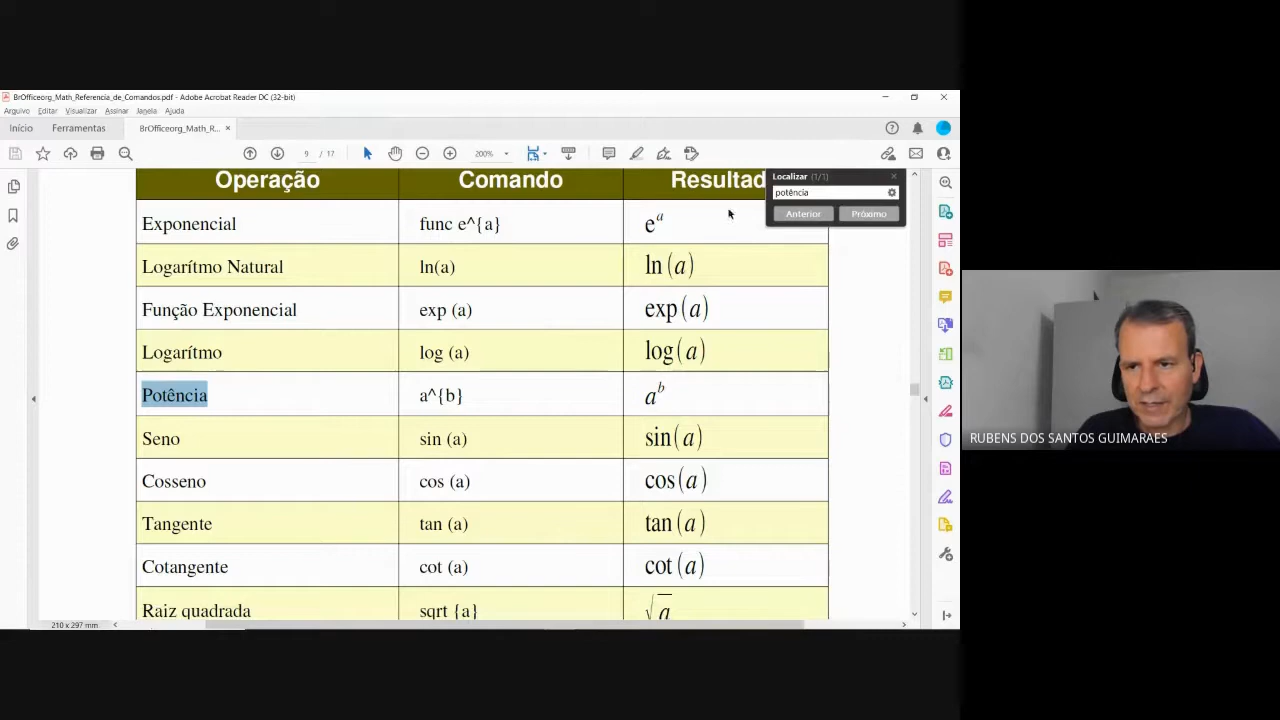 BrOfficeorg_Math_Referencia_de_Comandos.pdf - Adobe Acrobat Reader DC (32-bit)
Arquivo Editar Visualizar Assinar Janela Ajuda
Início Ferramentas BrOfficeorg_Math_R... ×
9 / 17 200%
Localizar (1/1)
potência
Anterior Próximo
Operação Comando Resultad
Exponencial func e^{a} e^a
Logarítmo Natural ln(a) ln(a)
Função Exponencial exp (a) exp(a)
Logarítmo log (a) log(a)
Potência a^{b} a^b
Seno sin (a) sin(a)
Cosseno cos (a) cos(a)
Tangente tan (a) tan(a)
Cotangente cot (a) cot(a)
Raiz quadrada sqrt {a} √a
210 x 297 mm
RUBENS DOS SANTOS GUIMARAES